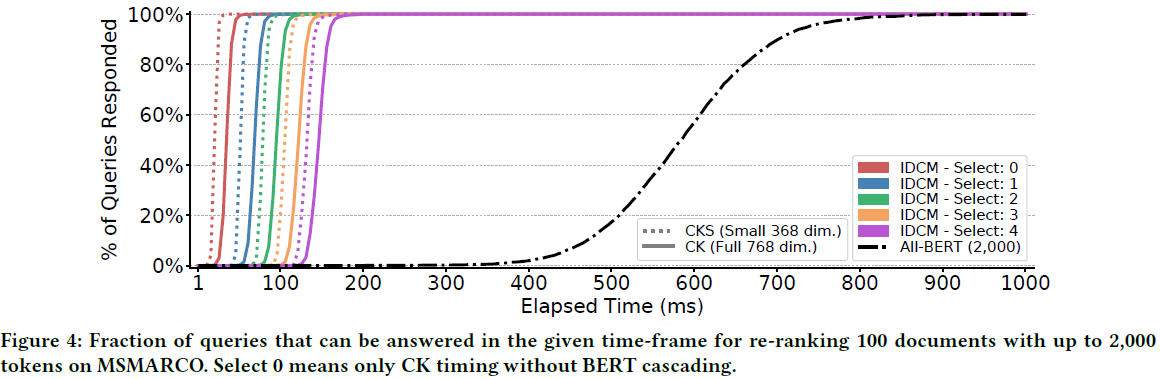 100%
80%
60%
40%
20%
0%
% of Queries Responded
IDCM - Select: 0
IDCM - Select: 1
IDCM - Select: 2
IDCM - Select: 3
IDCM - Select: 4
All-BERT (2,000)
CKS (Small 368 dim.)
CK (Full 768 dim.)
1 100 200 300 400 500 600 700 800 900 1000
Elapsed Time (ms)
Figure 4: Fraction of queries that can be answered in the given time-frame for re-ranking 100 documents with up to 2,000
tokens on MSMARCO. Select 0 means only CK timing without BERT cascading.